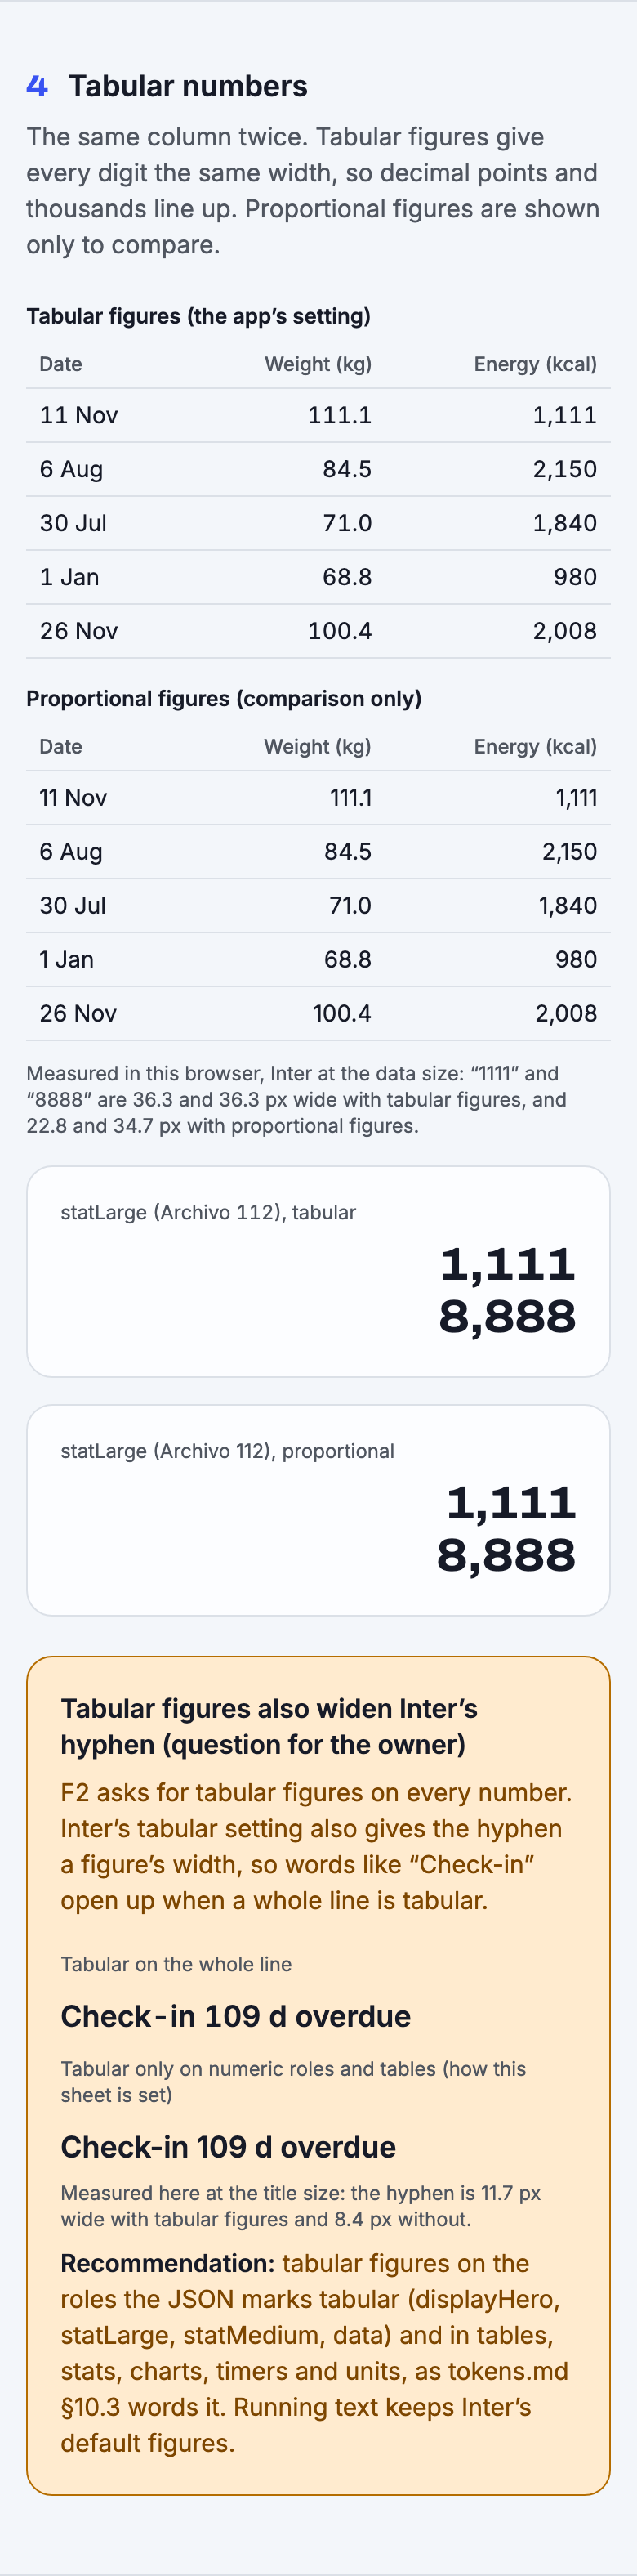 4 Tabular numbers
The same column twice. Tabular figures give
every digit the same width, so decimal points and
thousands line up. Proportional figures are shown
only to compare.
Tabular figures (the app’s setting)
Date Weight (kg) Energy (kcal)
11 Nov 111.1 1,111
6 Aug 84.5 2,150
30 Jul 71.0 1,840
1 Jan 68.8 980
26 Nov 100.4 2,008
Proportional figures (comparison only)
Date Weight (kg) Energy (kcal)
11 Nov 111.1 1,111
6 Aug 84.5 2,150
30 Jul 71.0 1,840
1 Jan 68.8 980
26 Nov 100.4 2,008
Measured in this browser, Inter at the data size: “1111” and
“8888” are 36.3 and 36.3 px wide with tabular figures, and
22.8 and 34.7 px with proportional figures.
statLarge (Archivo 112), tabular
1,111
8,888
statLarge (Archivo 112), proportional
1,111
8,888
Tabular figures also widen Inter’s
hyphen (question for the owner)
F2 asks for tabular figures on every number.
Inter’s tabular setting also gives the hyphen
a figure’s width, so words like “Check-in”
open up when a whole line is tabular.
Tabular on the whole line
Check-in 109 d overdue
Tabular only on numeric roles and tables (how this
sheet is set)
Check-in 109 d overdue
Measured here at the title size: the hyphen is 11.7 px
wide with tabular figures and 8.4 px without.
Recommendation: tabular figures on the
roles the JSON marks tabular (displayHero,
statLarge, statMedium, data) and in tables,
stats, charts, timers and units, as tokens.md
§10.3 words it. Running text keeps Inter’s
default figures.